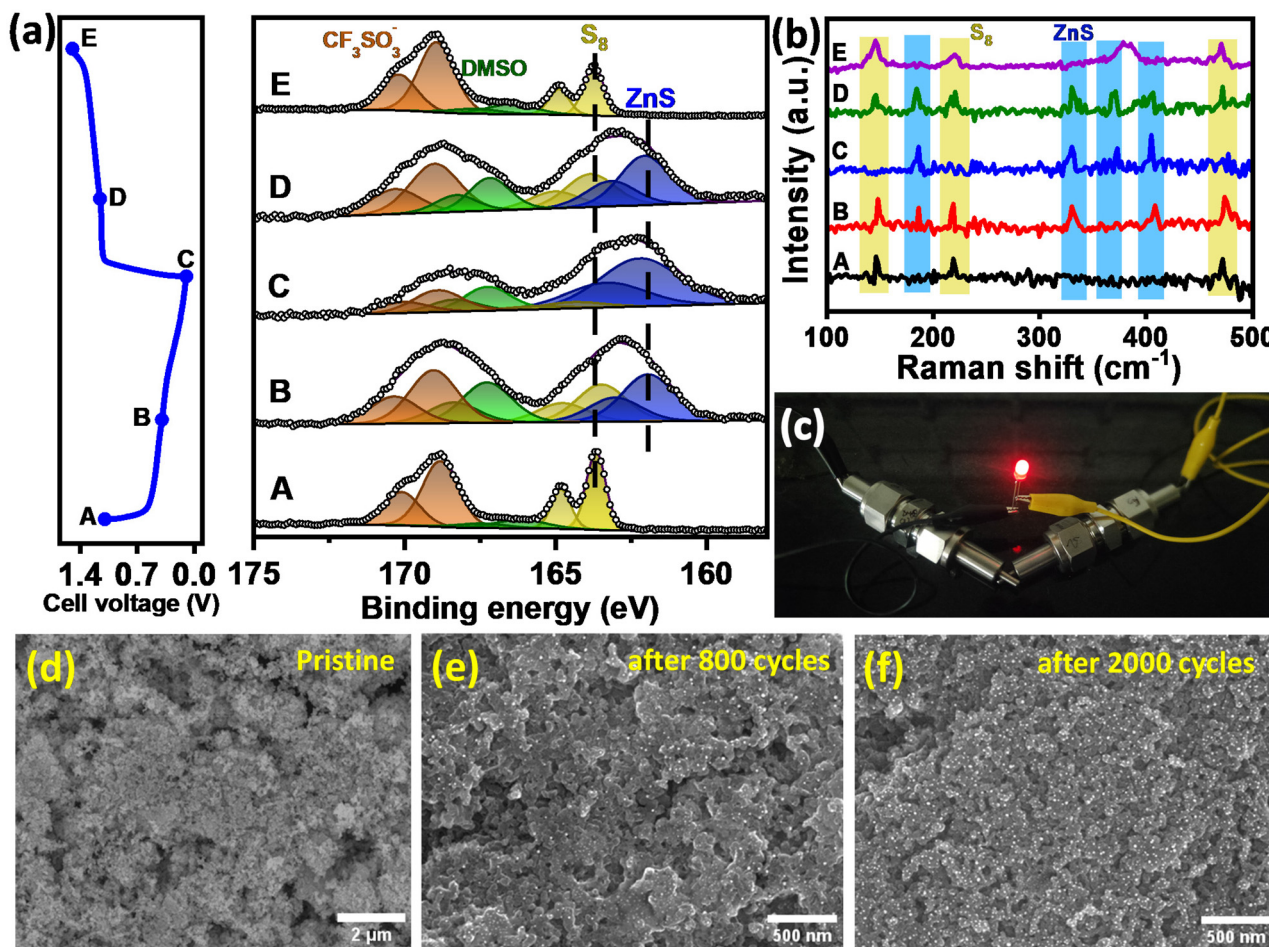 (a)
E
D
C
B
A
1.4 0.7 0.0
Cell voltage (V)
CF₃SO₃⁻
DMSO
S₈
ZnS
E
D
C
B
A
175 170 165 160
Binding energy (eV)
(b)
S₈ ZnS
E
D
C
B
A
Intensity (a.u.)
100 200 300 400 500
Raman shift (cm⁻¹)
(c)
(d) Pristine
2 µm
(e) after 800 cycles
500 nm
(f) after 2000 cycles
500 nm